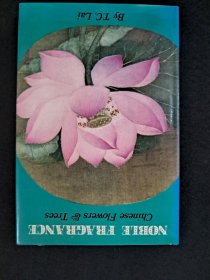 NOBLE FRAGRANCE
Chinese Flowers & Trees
By T.C. Lai